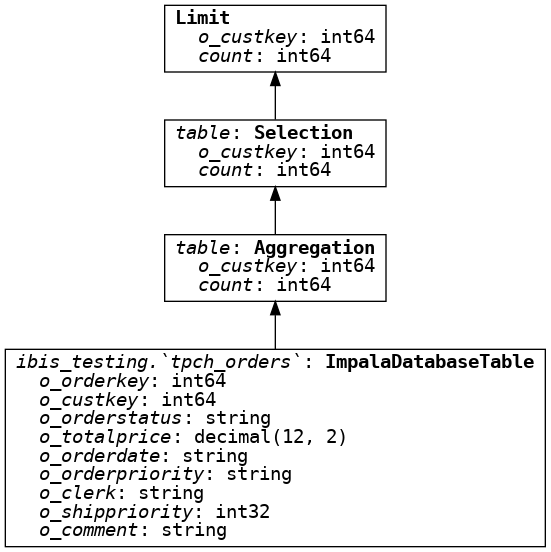 Limit
o_custkey: int64
count: int64
table: Selection
o_custkey: int64
count: int64
table: Aggregation
o_custkey: int64
count: int64
ibis_testing.`tpch_orders`: ImpalaDatabaseTable
o_orderkey: int64
o_custkey: int64
o_orderstatus: string
o_totalprice: decimal(12, 2)
o_orderdate: string
o_orderpriority: string
o_clerk: string
o_shippriority: int32
o_comment: string